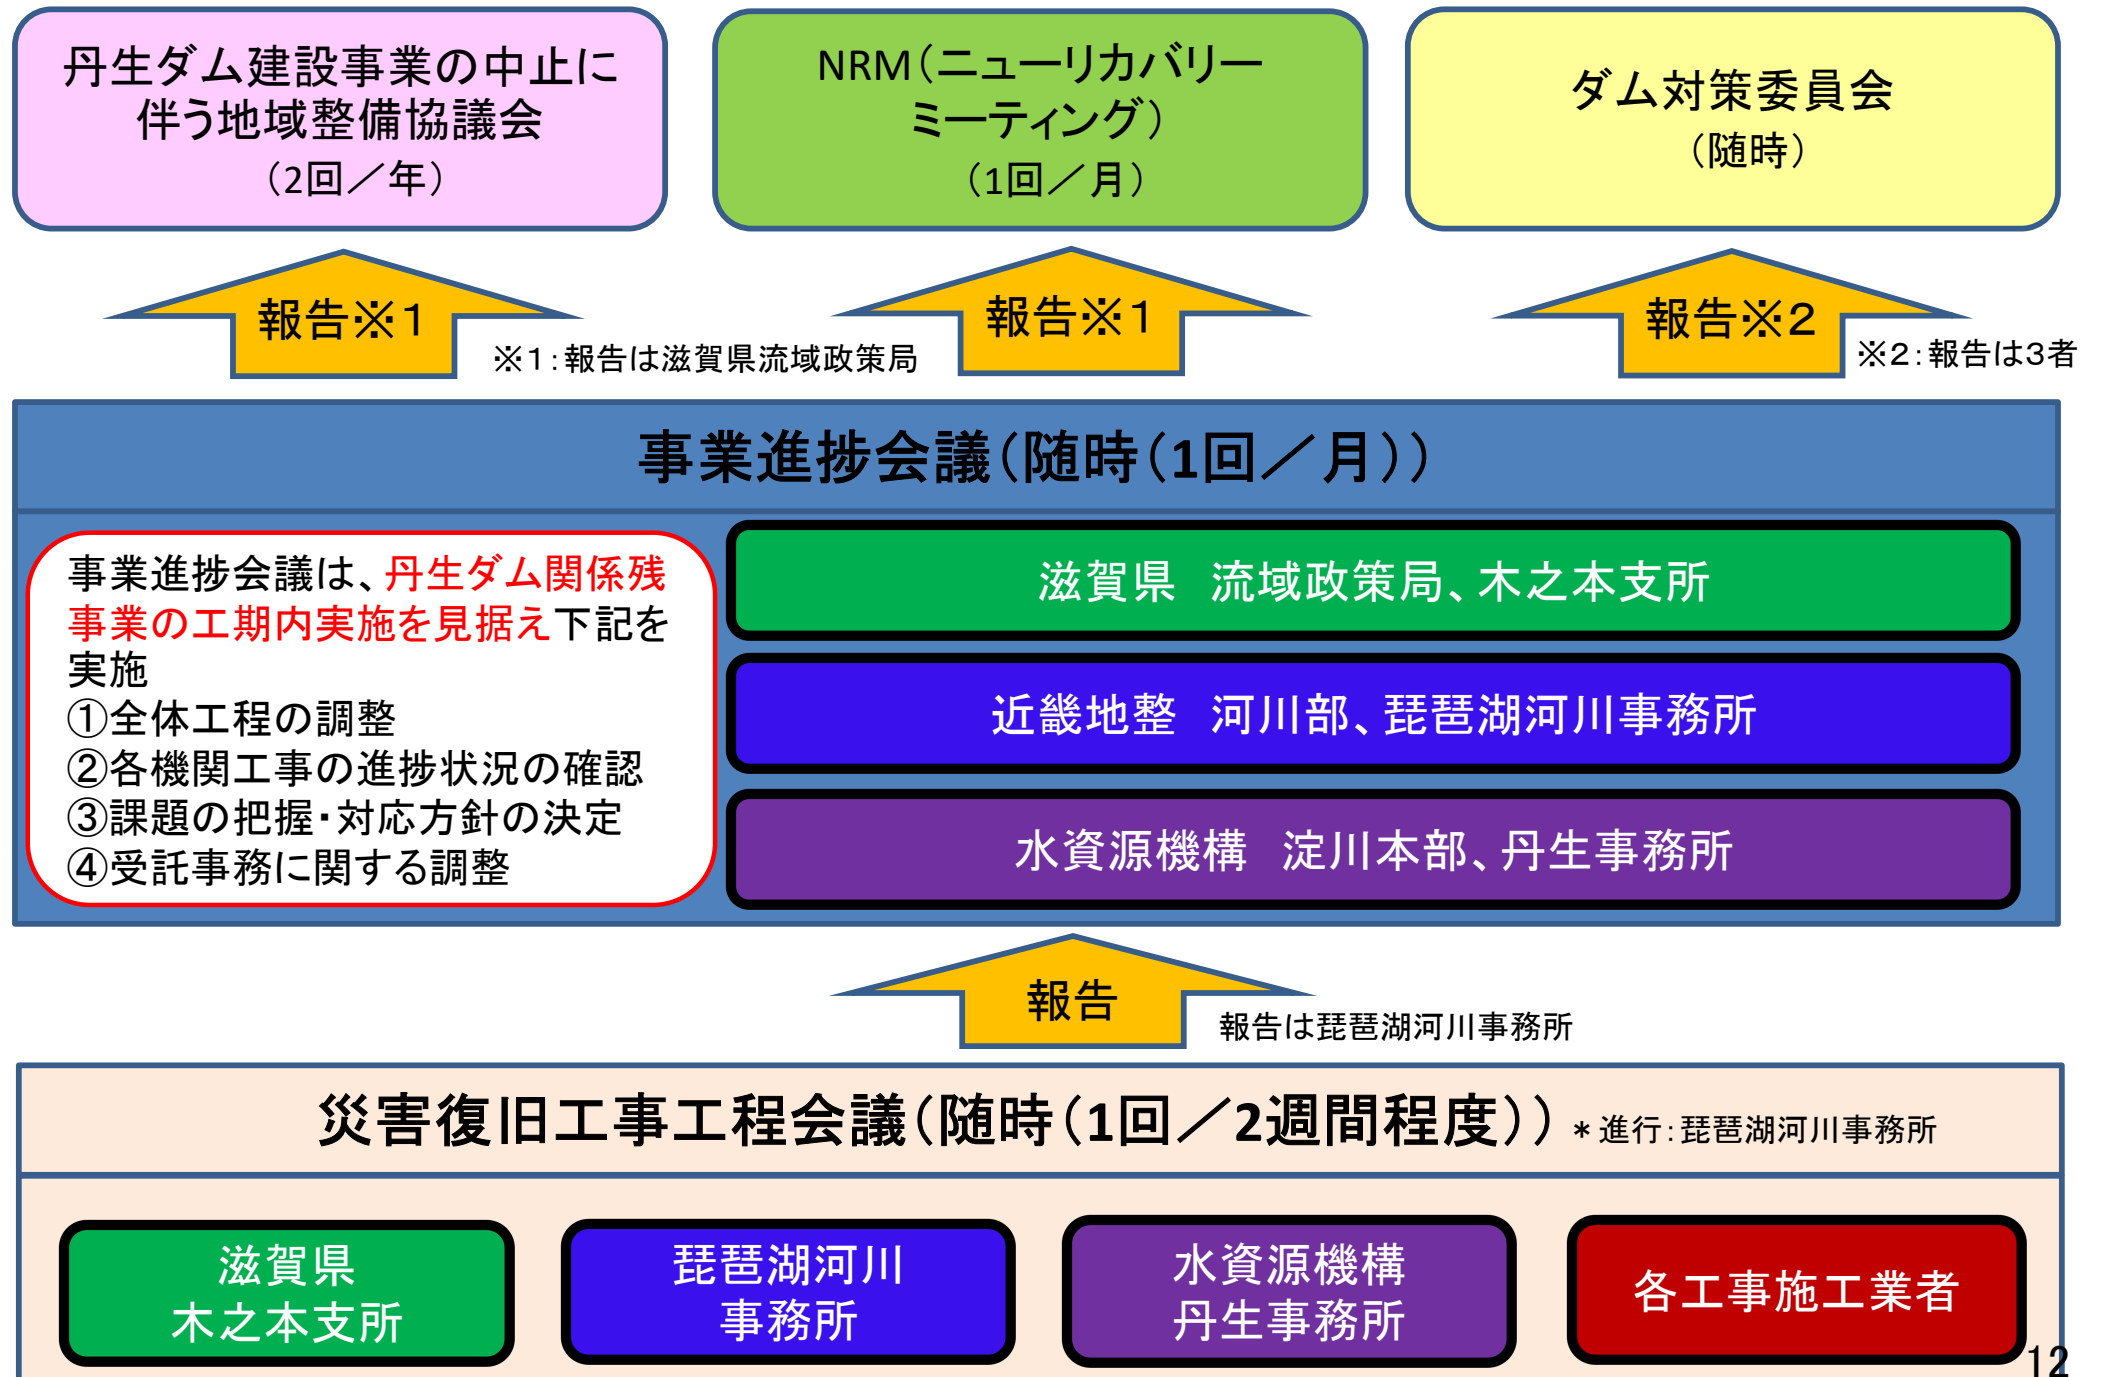 丹生ダム建設事業の中止に
伴う地域整備協議会
（2回／年）
NRM（ニューリカバリー
ミーティング）
（1回／月）
ダム対策委員会
（随時）
報告※1
※1：報告は滋賀県流域政策局
報告※1
報告※2
※2：報告は3者
事業進捗会議（随時（1回／月））
事業進捗会議は、丹生ダム関係残
事業の工期内実施を見据え下記を
実施
①全体工程の調整
②各機関工事の進捗状況の確認
③課題の把握・対応方針の決定
④受託事務に関する調整
滋賀県　流域政策局、木之本支所
近畿地整　河川部、琵琶湖河川事務所
水資源機構　淀川本部、丹生事務所
報告
報告は琵琶湖河川事務所
災害復旧工事工程会議（随時（1回／2週間程度））＊進行：琵琶湖河川事務所
滋賀県
木之本支所
琵琶湖河川
事務所
水資源機構
丹生事務所
各工事施工業者
12